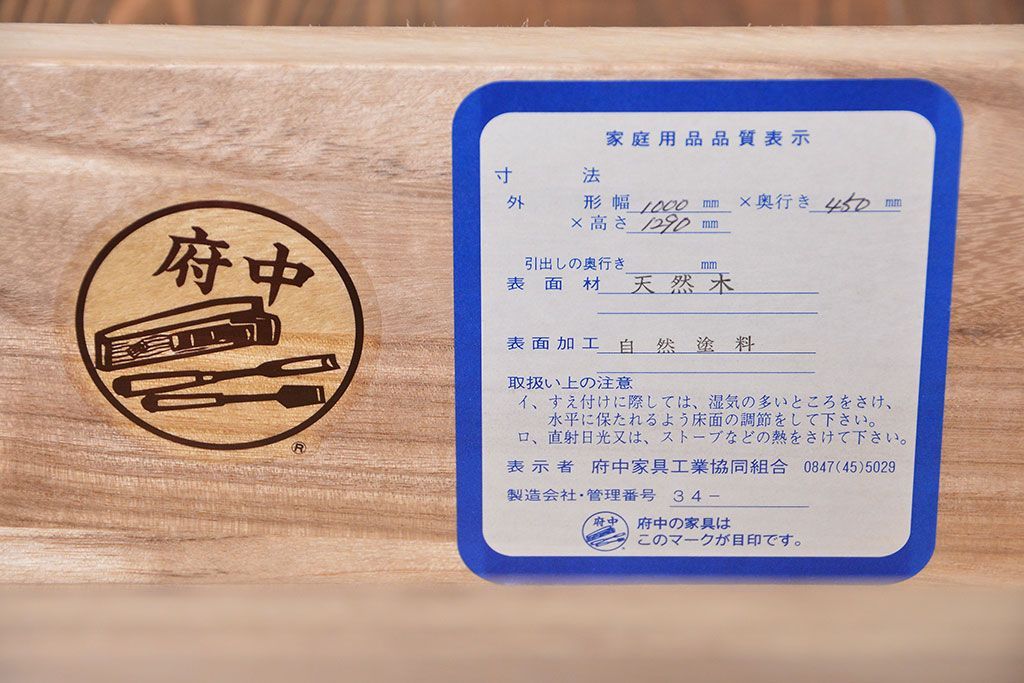 府中
®
家庭用品品質表示
寸法
外形幅 1000 mm ×奥行き 450 mm
×高さ 1290 mm
引出しの奥行き mm
表面材 天然木
表面加工 自然塗料
取扱い上の注意
イ、すえ付けに際しては、湿気の多いところをさけ、
水平に保たれるよう床面の調節をして下さい。
ロ、直射日光又は、ストーブなどの熱をさけて下さい。
表示者 府中家具工業協同組合 0847(45)5029
製造会社・管理番号 34-
府中
府中の家具は
このマークが目印です。